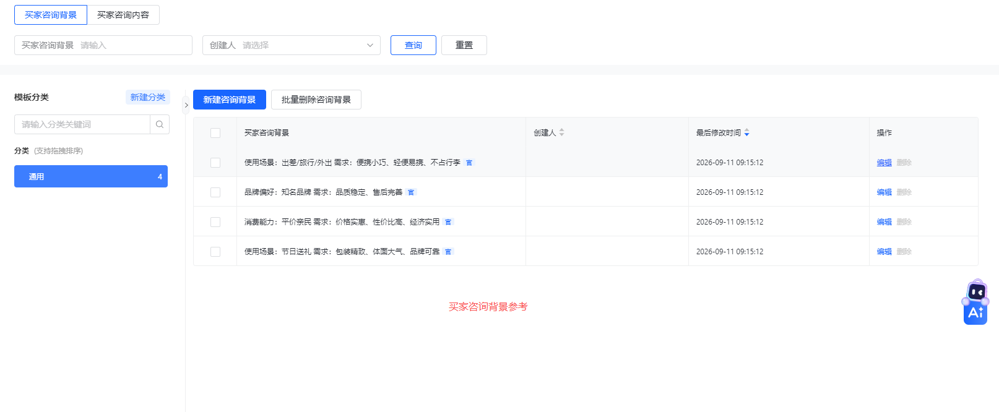 买家咨询背景 买家咨询内容
买家咨询背景 请输入 创建人 请选择 查询 重置
模板分类 新建分类
请输入分类关键词
分类 (支持拖拽排序)
通用 4
新建咨询背景 批量删除咨询背景
买家咨询背景 创建人 最后修改时间 操作
使用场景：出差/旅行/外出 需求：便携小巧、轻便易携、不占行李 官 2026-09-11 09:15:12 编辑 删除
品牌偏好：知名品牌 需求：品质稳定、售后完善 官 2026-09-11 09:15:12 编辑 删除
消费能力：平价亲民 需求：价格实惠、性价比高、经济实用 官 2026-09-11 09:15:12 编辑 删除
使用场景：节日送礼 需求：包装精致、体面大气、品牌可靠 官 2026-09-11 09:15:12 编辑 删除
买家咨询背景参考
Ai